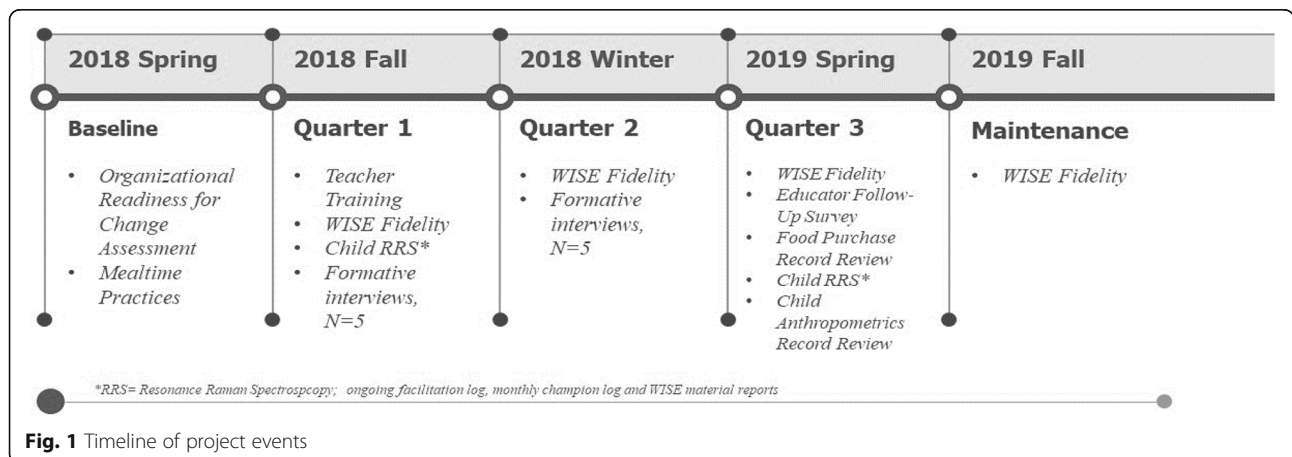 2018 Spring
2018 Fall
2018 Winter
2019 Spring
2019 Fall
Baseline
• Organizational
Readiness for
Change
Assessment
• Mealtime
Practices
Quarter 1
• Teacher
Training
• WISE Fidelity
• Child RRS*
• Formative
interviews,
N=5
Quarter 2
• WISE Fidelity
• Formative
interviews,
N=5
Quarter 3
• WISE Fidelity
• Educator Follow-
Up Survey
• Food Purchase
Record Review
• Child RRS*
• Child
Anthropometrics
Record Review
Maintenance
• WISE Fidelity
*RRS= Resonance Raman Spectrospcopy; ongoing facilitation log, monthly champion log and WISE material reports
Fig. 1 Timeline of project events